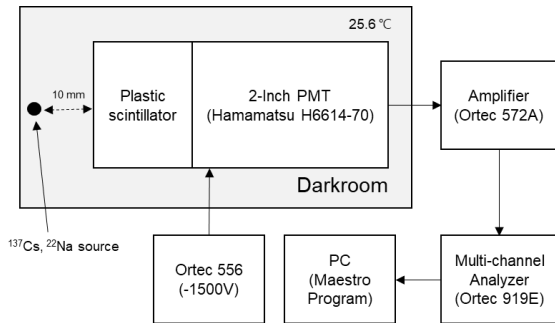 25.6 ℃
10 mm
Plastic
scintillator
2-Inch PMT
(Hamamatsu H6614-70)
Amplifier
(Ortec 572A)
Darkroom
¹³⁷Cs, ²²Na source
Ortec 556
(-1500V)
PC
(Maestro
Program)
Multi-channel
Analyzer
(Ortec 919E)